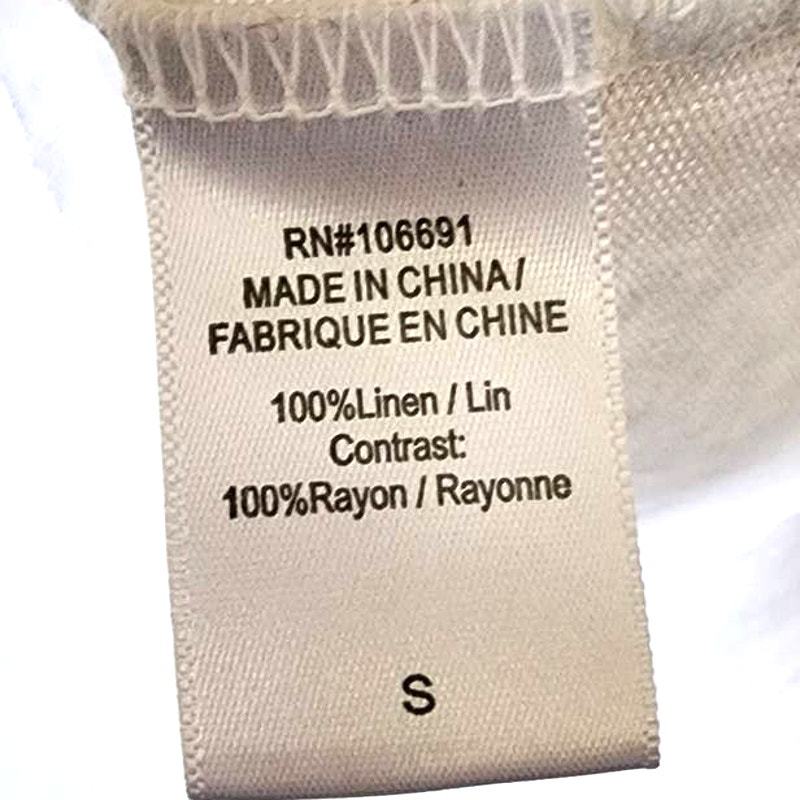 RN#106691
MADE IN CHINA/
FABRIQUE EN CHINE
100%Linen / Lin
Contrast:
100%Rayon / Rayonne
S